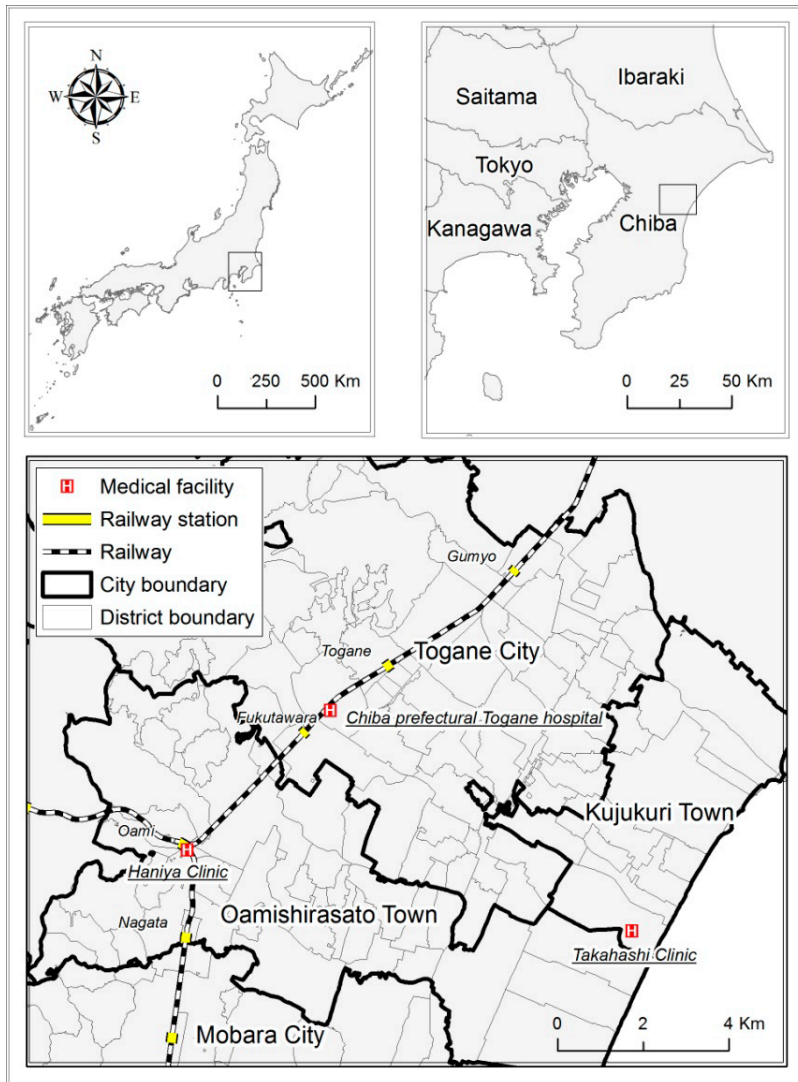 N
W E
S
0 250 500 Km
Ibaraki
Saitama
Tokyo
Kanagawa
Chiba
0 25 50 Km
Medical facility
Railway station
Railway
City boundary
District boundary
H
Gumyo
Togane
Togane City
Fukutawara
H
Chiba prefectural Togane hospital
Kujukuri Town
Oami
H
Haniya Clinic
Oamishirasato Town
Nagata
H
Takahashi Clinic
Mobara City
0 2 4 Km